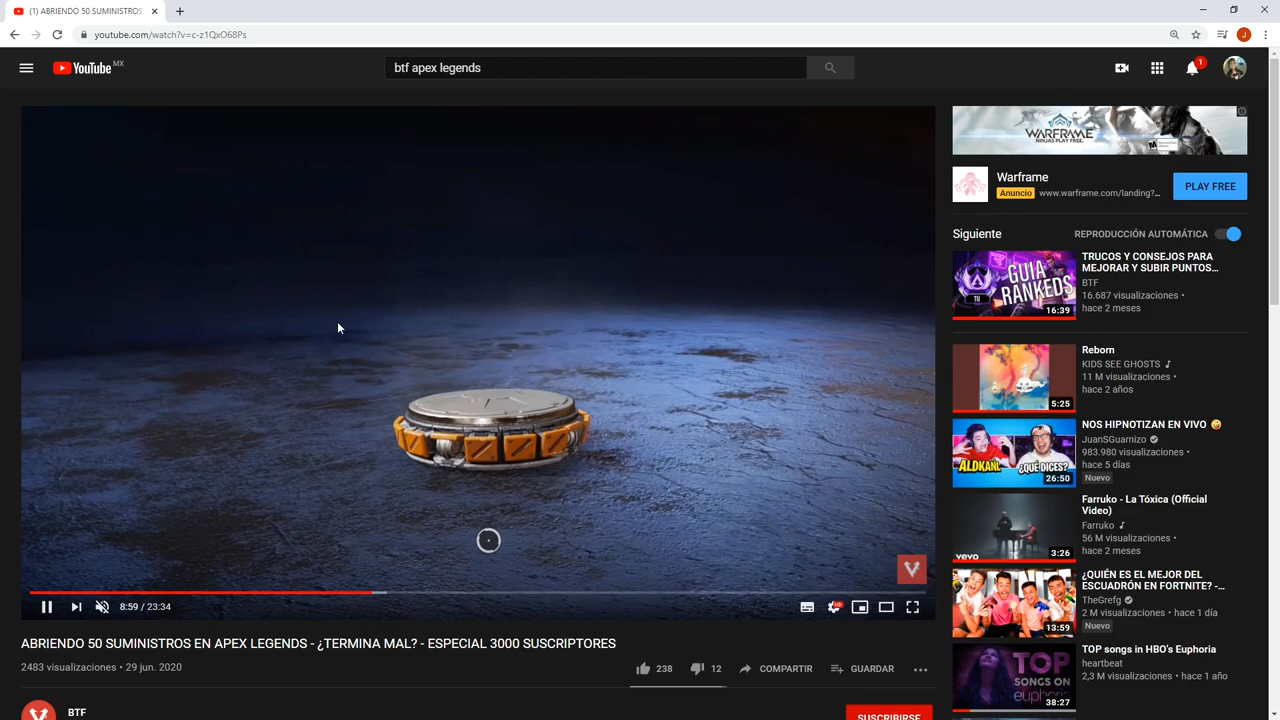 (1) ABRIENDO 50 SUMINISTROS
youtube.com/watch?v=c-z1QxO68Ps
J
YouTube MX
btf apex legends
1
WARFRAME
NINJAS PLAY FREE.
M
Warframe
Anuncio www.warframe.com/landing?...
PLAY FREE
Siguiente
REPRODUCCIÓN AUTOMÁTICA
GUIA
RANKEDS
TU
16:39
TRUCOS Y CONSEJOS PARA
MEJORAR Y SUBIR PUNTOS...
BTF
16.687 visualizaciones •
hace 2 meses
5:25
Reborn
KIDS SEE GHOSTS
11 M visualizaciones •
hace 2 años
ALDKANI
¿QUÉ DICES?
26:50
NOS HIPNOTIZAN EN VIVO
JuanSGuarnizo
983.980 visualizaciones •
hace 5 días
Nuevo
vevo
3:26
Farruko - La Tóxica (Official
Video)
Farruko
56 M visualizaciones •
hace 2 meses
13:59
¿QUIÉN ES EL MEJOR DEL
ESCUADRÓN EN FORTNITE? -...
TheGrefg
2 M visualizaciones • hace 1 día
Nuevo
TOP
SONGS ON
euphoria
38:27
TOP songs in HBO's Euphoria
heartbeat
2,3 M visualizaciones • hace 1 año
8:59 / 23:34
HD
ABRIENDO 50 SUMINISTROS EN APEX LEGENDS - ¿TERMINA MAL? - ESPECIAL 3000 SUSCRIPTORES
2483 visualizaciones • 29 jun. 2020
238
12
COMPARTIR
GUARDAR
BTF
SUSCRIBIRSE